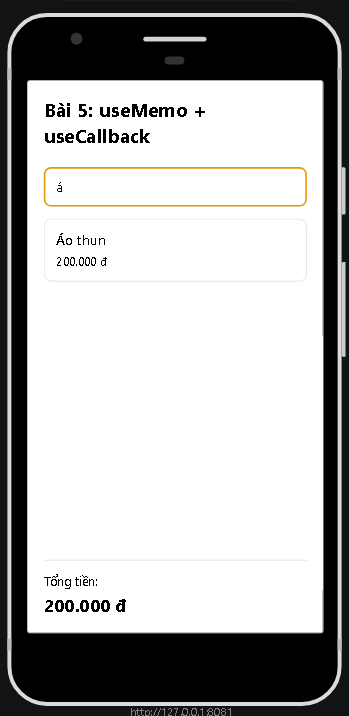 Bài 5: useMemo +
useCallback
á
Áo thun
200.000 đ
Tổng tiền:
200.000 đ
http://127.0.0.1:8081